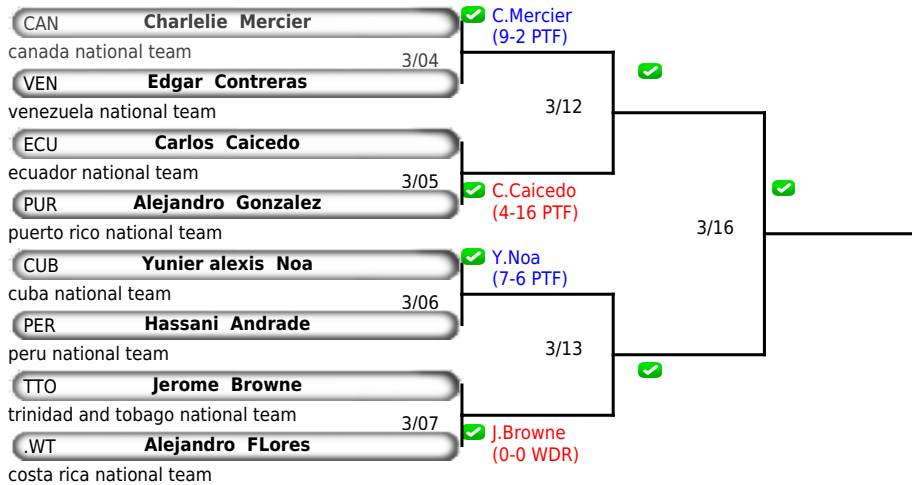 CAN Charlelie Mercier
C.Mercier
(9-2 PTF)
canada national team
3/04
VEN Edgar Contreras
venezuela national team
3/12
ECU Carlos Caicedo
ecuador national team
3/05
C.Caicedo
(4-16 PTF)
PUR Alejandro Gonzalez
puerto rico national team
3/16
CUB Yunier alexis Noa
Y.Noa
(7-6 PTF)
cuba national team
3/06
PER Hassani Andrade
peru national team
3/13
TTO Jerome Browne
trinidad and tobago national team
3/07
J.Browne
(0-0 WDR)
.WT Alejandro FLores
costa rica national team